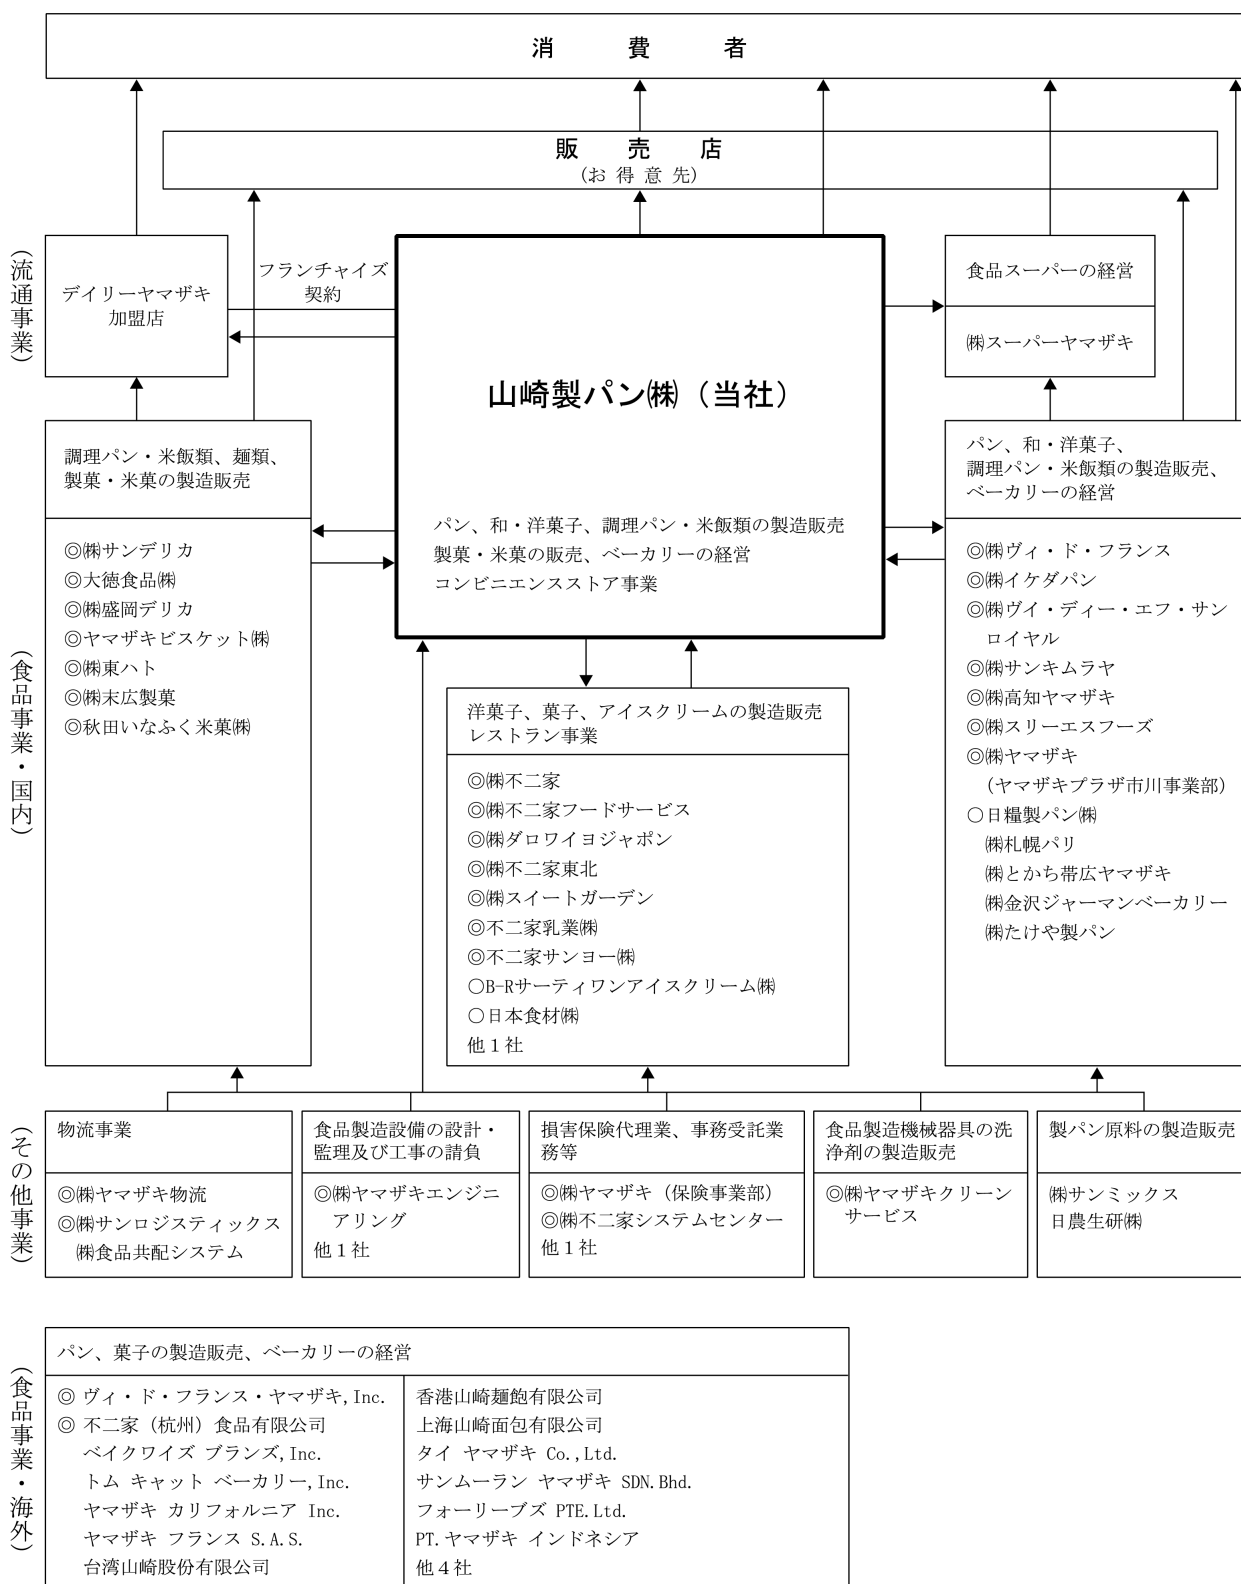 消費者
販売店
(お得意先)
(流通事業)
デイリーヤマザキ
加盟店
フランチャイズ
契約
山崎製パン㈱（当社）
パン、和・洋菓子、調理パン・米飯類の製造販売
製菓・米菓の販売、ベーカリーの経営
コンビニエンスストア事業
食品スーパーの経営
㈱スーパーヤマザキ
(食品事業・国内)
調理パン・米飯類、麺類、
製菓・米菓の製造販売
◎㈱サンデリカ
◎大徳食品㈱
◎㈱盛岡デリカ
◎ヤマザキビスケット㈱
◎㈱東ハト
◎㈱末広製菓
◎秋田いなふく米菓㈱
洋菓子、菓子、アイスクリームの製造販売
レストラン事業
◎㈱不二家
◎㈱不二家フードサービス
◎㈱ダロワイヨジャポン
◎㈱不二家東北
◎㈱スイートガーデン
◎不二家乳業㈱
◎不二家サンヨー㈱
○B-Rサーティワンアイスクリーム㈱
○日本食材㈱
他１社
パン、和・洋菓子、
調理パン・米飯類の製造販売、
ベーカリーの経営
◎㈱ヴィ・ド・フランス
◎㈱イケダパン
◎㈱ヴイ・ディー・エフ・サン
ロイヤル
◎㈱サンキムラヤ
◎㈱高知ヤマザキ
◎㈱スリーエスフーズ
◎㈱ヤマザキ
（ヤマザキプラザ市川事業部）
○日糧製パン㈱
㈱札幌パリ
㈱とかち帯広ヤマザキ
㈱金沢ジャーマンベーカリー
㈱たけや製パン
(その他事業)
物流事業
◎㈱ヤマザキ物流
◎㈱サンロジスティックス
㈱食品共配システム
食品製造設備の設計・
監理及び工事の請負
◎㈱ヤマザキエンジニ
アリング
他１社
損害保険代理業、事務受託業
務等
◎㈱ヤマザキ（保険事業部）
◎㈱不二家システムセンター
他１社
食品製造機械器具の洗
浄剤の製造販売
◎㈱ヤマザキクリーン
サービス
製パン原料の製造販売
㈱サンミックス
日農生研㈱
(食品事業・海外)
パン、菓子の製造販売、ベーカリーの経営
◎ ヴィ・ド・フランス・ヤマザキ,Inc.
◎ 不二家（杭州）食品有限公司
ベイクワイズ ブランズ,Inc.
トム キャット ベーカリー,Inc.
ヤマザキ カリフォルニア Inc.
ヤマザキ フランス S.A.S.
台湾山崎股份有限公司
香港山崎麺飽有限公司
上海山崎面包有限公司
タイ ヤマザキ Co.,Ltd.
サンムーラン ヤマザキ SDN.Bhd.
フォーリーブズ PTE.Ltd.
PT.ヤマザキ インドネシア
他４社